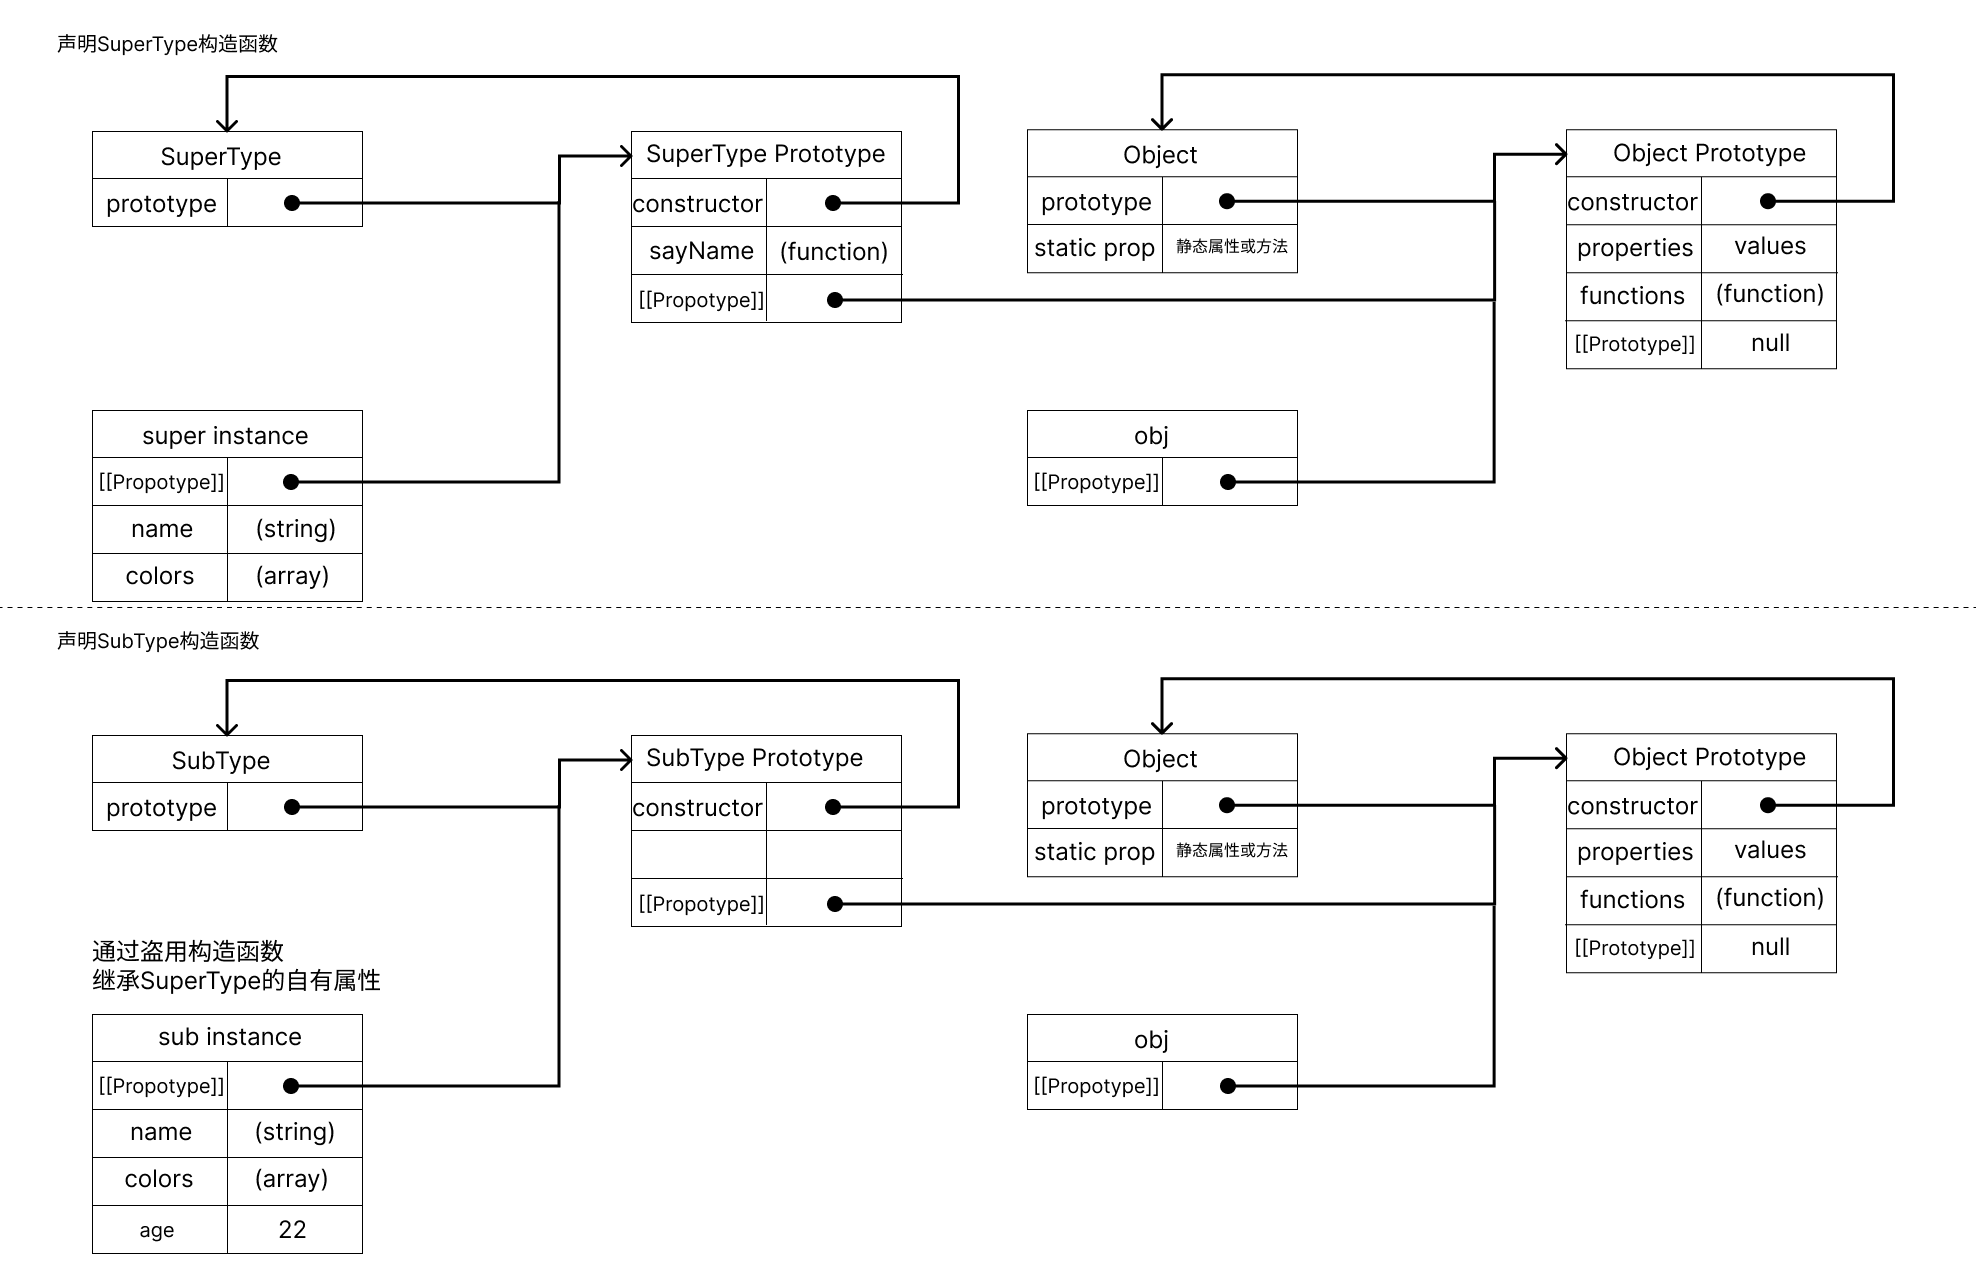 声明SuperType构造函数
SuperType
prototype
SuperType Prototype
constructor
sayName (function)
[[Propotype]]
Object
prototype
static prop 静态属性或方法
Object Prototype
constructor
properties values
functions (function)
[[Prototype]] null
super instance
[[Propotype]]
name (string)
colors (array)
obj
[[Propotype]]
声明SubType构造函数
SubType
prototype
SubType Prototype
constructor
[[Propotype]]
Object
prototype
static prop 静态属性或方法
Object Prototype
constructor
properties values
functions (function)
[[Prototype]] null
通过盗用构造函数
继承SuperType的自有属性
sub instance
[[Propotype]]
name (string)
colors (array)
age 22
obj
[[Propotype]]